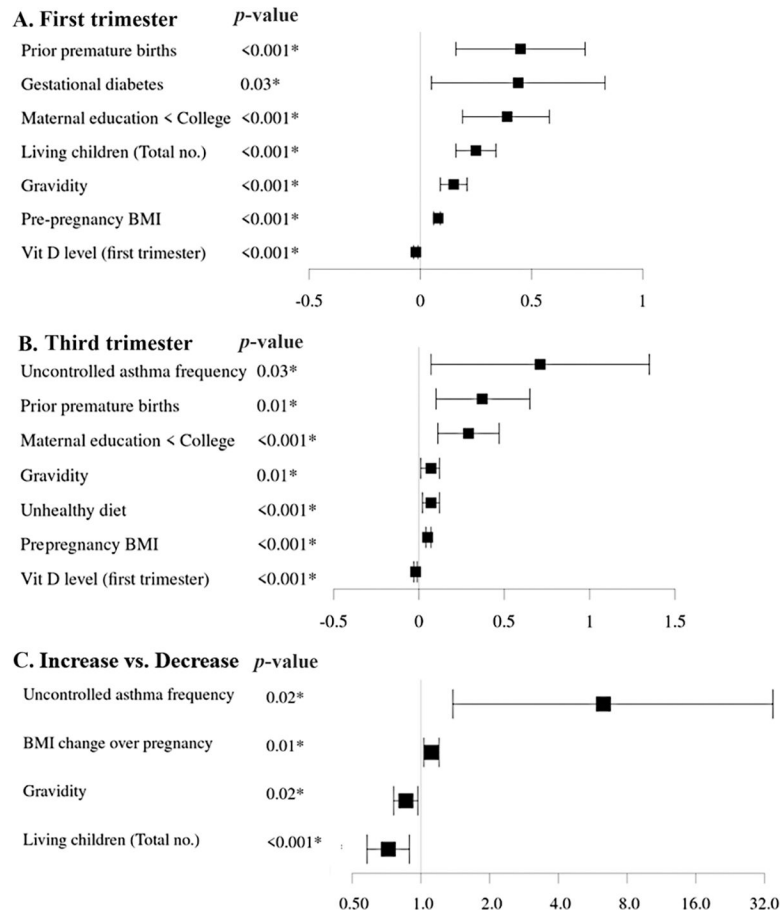 A. First trimester p-value
Prior premature births <0.001*
Gestational diabetes 0.03*
Maternal education < College <0.001*
Living children (Total no.) <0.001*
Gravidity <0.001*
Pre-pregnancy BMI <0.001*
Vit D level (first trimester) <0.001*
-0.5 0 0.5 1
B. Third trimester p-value
Uncontrolled asthma frequency 0.03*
Prior premature births 0.01*
Maternal education < College <0.001*
Gravidity 0.01*
Unhealthy diet <0.001*
Prepregnancy BMI <0.001*
Vit D level (first trimester) <0.001*
-0.5 0 0.5 1 1.5
C. Increase vs. Decrease p-value
Uncontrolled asthma frequency 0.02*
BMI change over pregnancy 0.01*
Gravidity 0.02*
Living children (Total no.) <0.001*
0.50 1.0 2.0 4.0 8.0 16.0 32.0